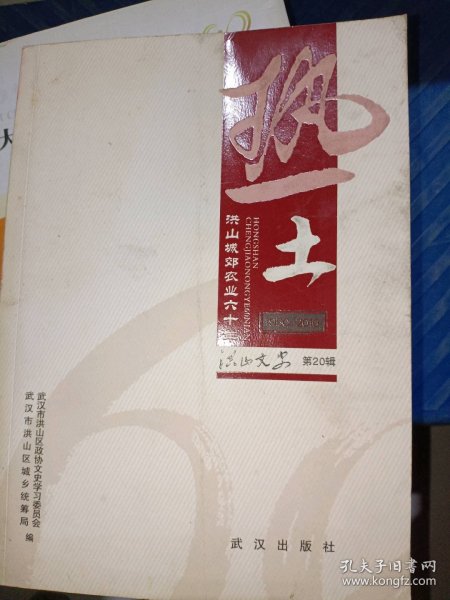 热土
洪山城郊农业六十
HONGSHAN
CHENGJIAONONGYE
洪山文史 第20辑
武汉市洪山区政协文史学习委员会
武汉市洪山区城乡统筹局 编
武汉出版社
孔夫子旧书网
www.kongfz.com